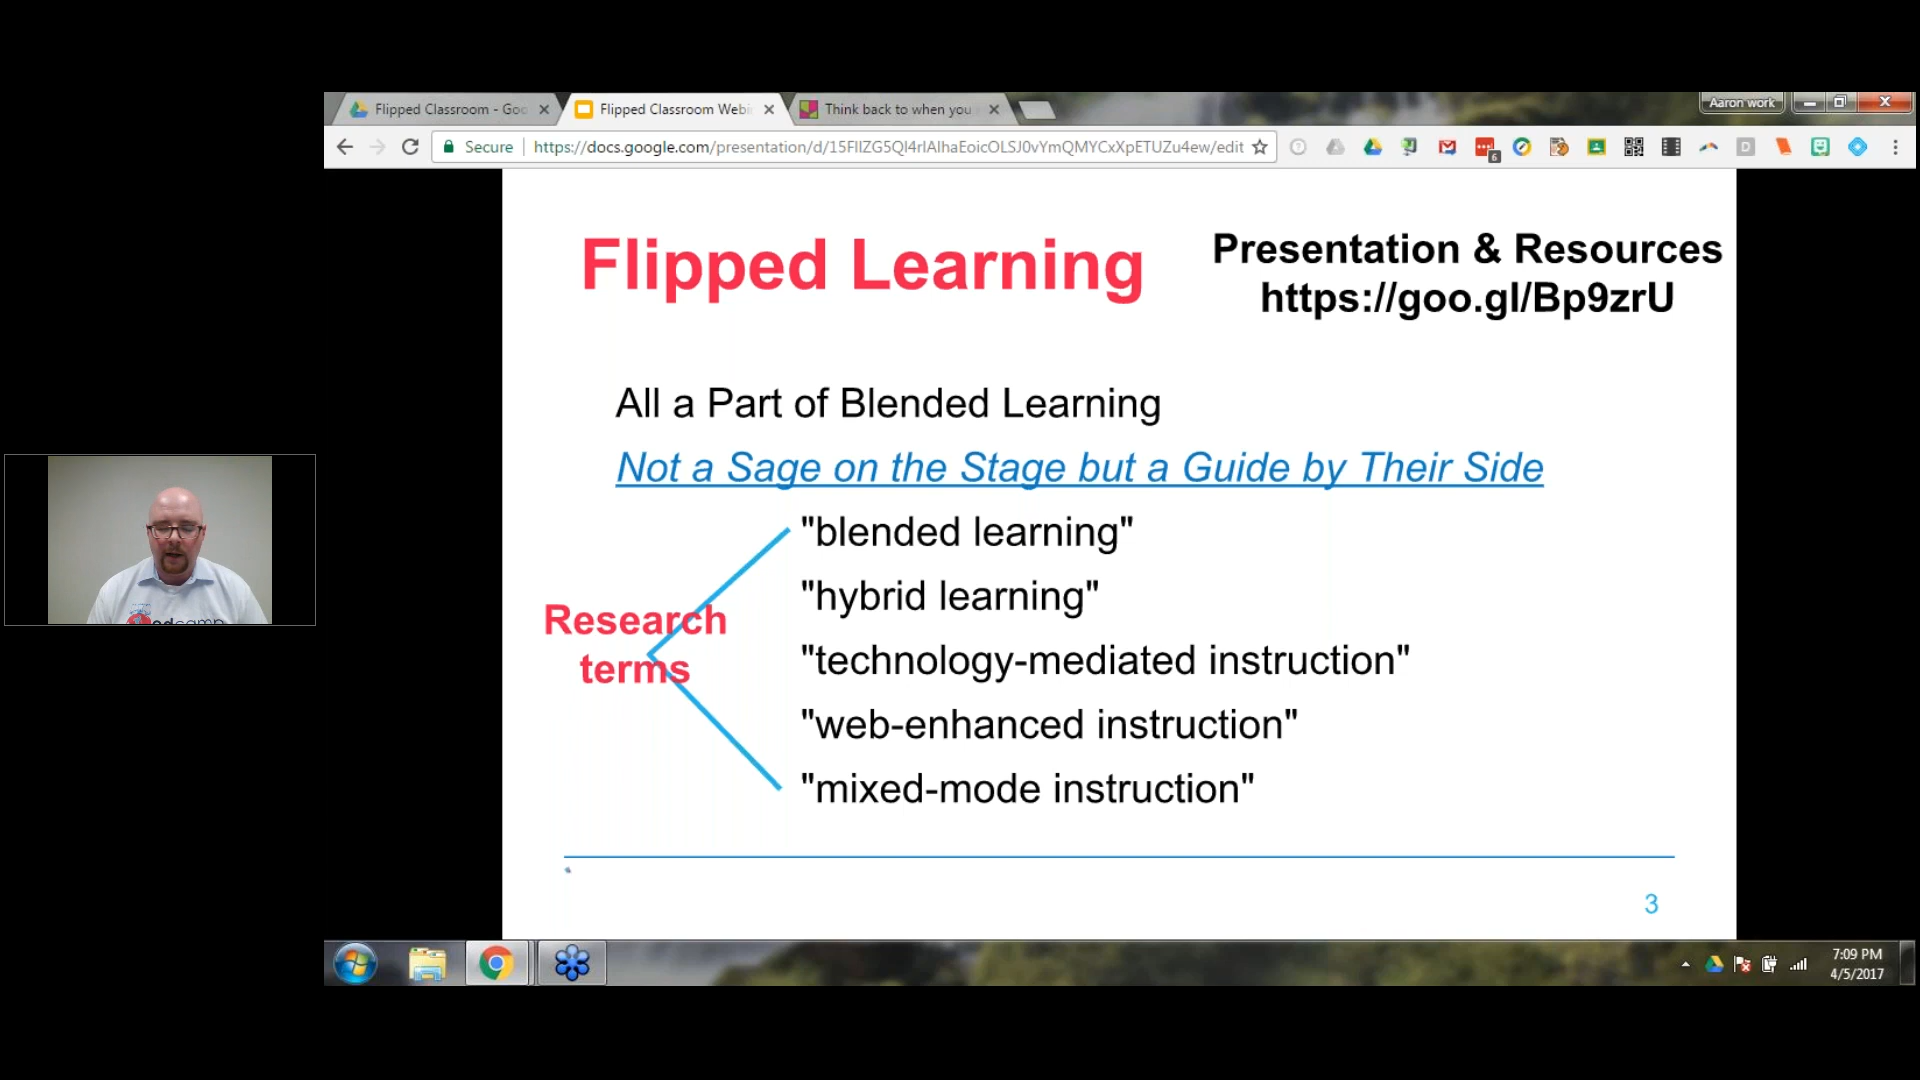 Flipped Classroom - Goo
Flipped Classroom Webi
Think back to when you
Aaron work
Secure
https://docs.google.com/presentation/d/15FIlZG5Ql4rlAlhaEoicOLSJ0vYmQMYCxXpETUZu4ew/edit
6
D
Flipped Learning
Presentation & Resources
https://goo.gl/Bp9zrU
All a Part of Blended Learning
Not a Sage on the Stage but a Guide by Their Side
"blended learning"
"hybrid learning"
Research
terms
"technology-mediated instruction"
"web-enhanced instruction"
"mixed-mode instruction"
edcamp
3
7:09 PM
4/5/2017